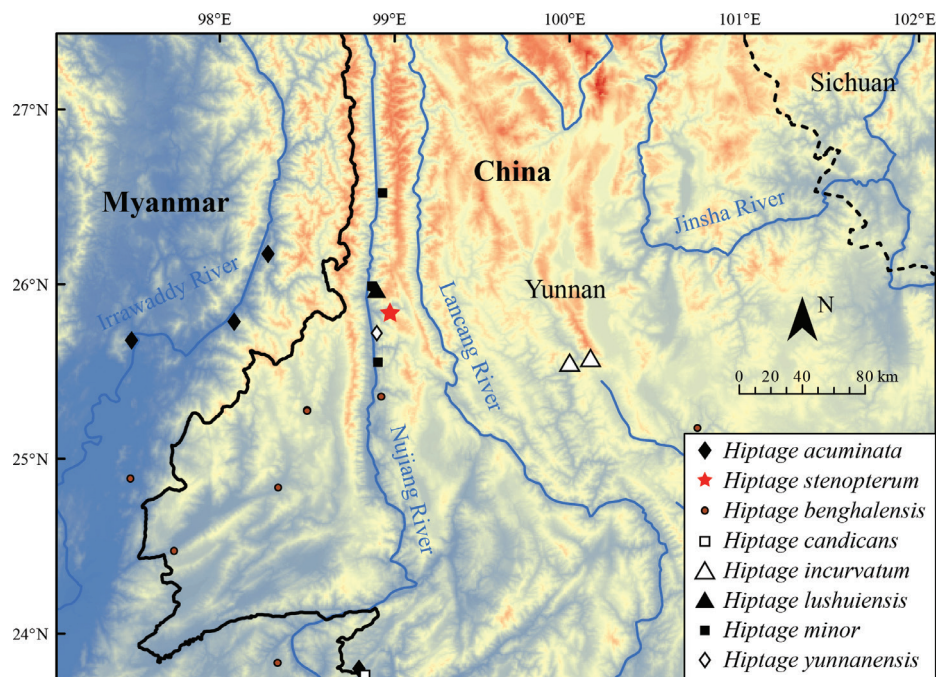 98°E 99°E 100°E 101°E 102°E
27°N
26°N
25°N
24°N
Sichuan
China
Myanmar
Jinsha River
Irrawaddy River
Lancang River
Yunnan
N
0 20 40 60 80 km
Nujiang River
Hiptage acuminata
Hiptage stenopterum
Hiptage benghalensis
Hiptage candicans
Hiptage incurvatum
Hiptage lushuiensis
Hiptage minor
Hiptage yunnanensis